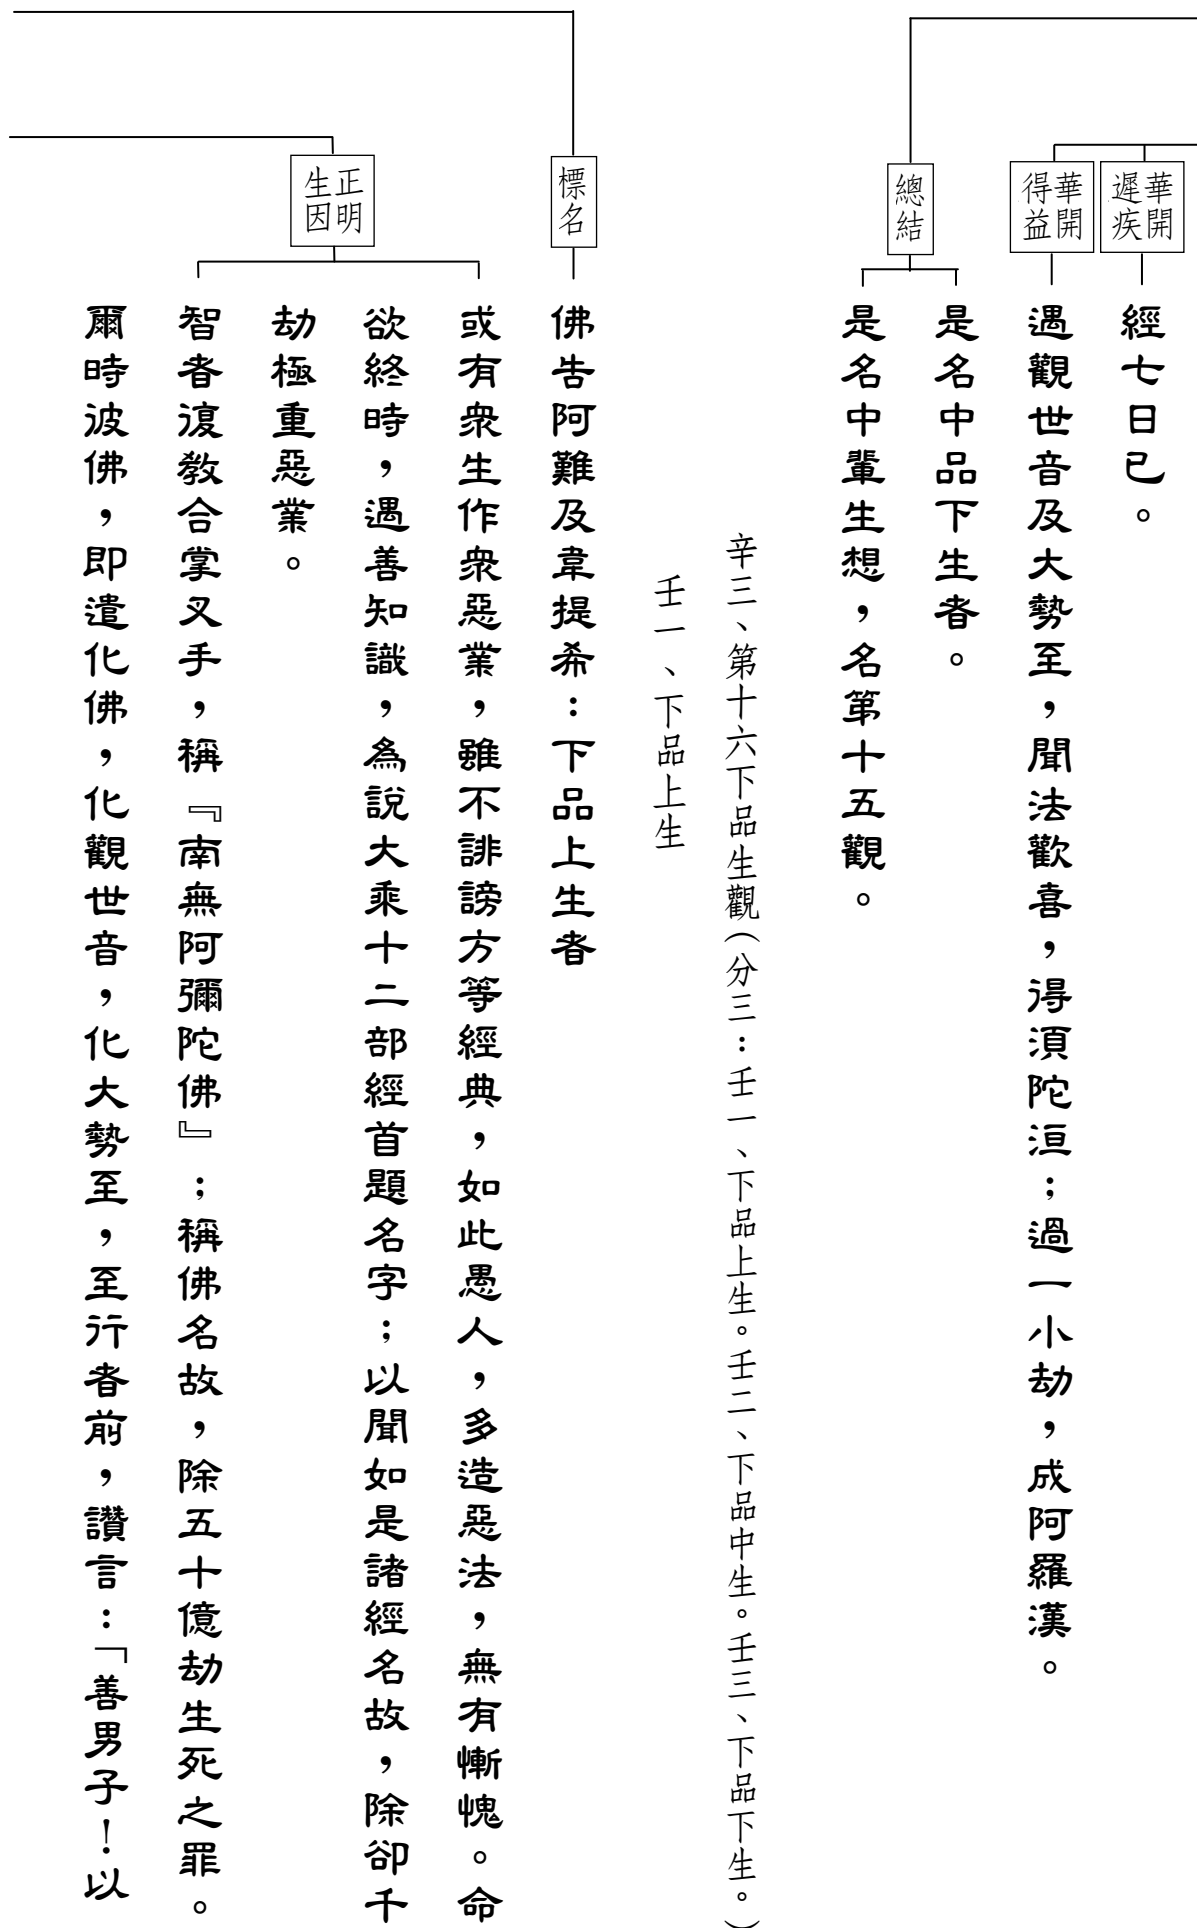 華開遲疾
經七日已。
華開得益
遇觀世音及大勢至，聞法歡喜，得須陀洹；過一小劫，成阿羅漢。
總結
是名中品下生者。
是名中輩生想，名第十五觀。
辛三、第十六下品生觀（分三：壬一、下品上生。壬二、下品中生。壬三、下品下生。）
壬一、下品上生
標名
佛告阿難及韋提希：下品上生者
正明生因
或有眾生作眾惡業，雖不誹謗方等經典，如此愚人，多造惡法，無有慚愧。命
欲終時，遇善知識，為說大乘十二部經首題名字；以聞如是諸經名故，除卻千
劫極重惡業。
智者復教合掌叉手，稱『南無阿彌陀佛』；稱佛名故，除五十億劫生死之罪。
爾時彼佛，即遣化佛，化觀世音，化大勢至，至行者前，讚言：「善男子！以